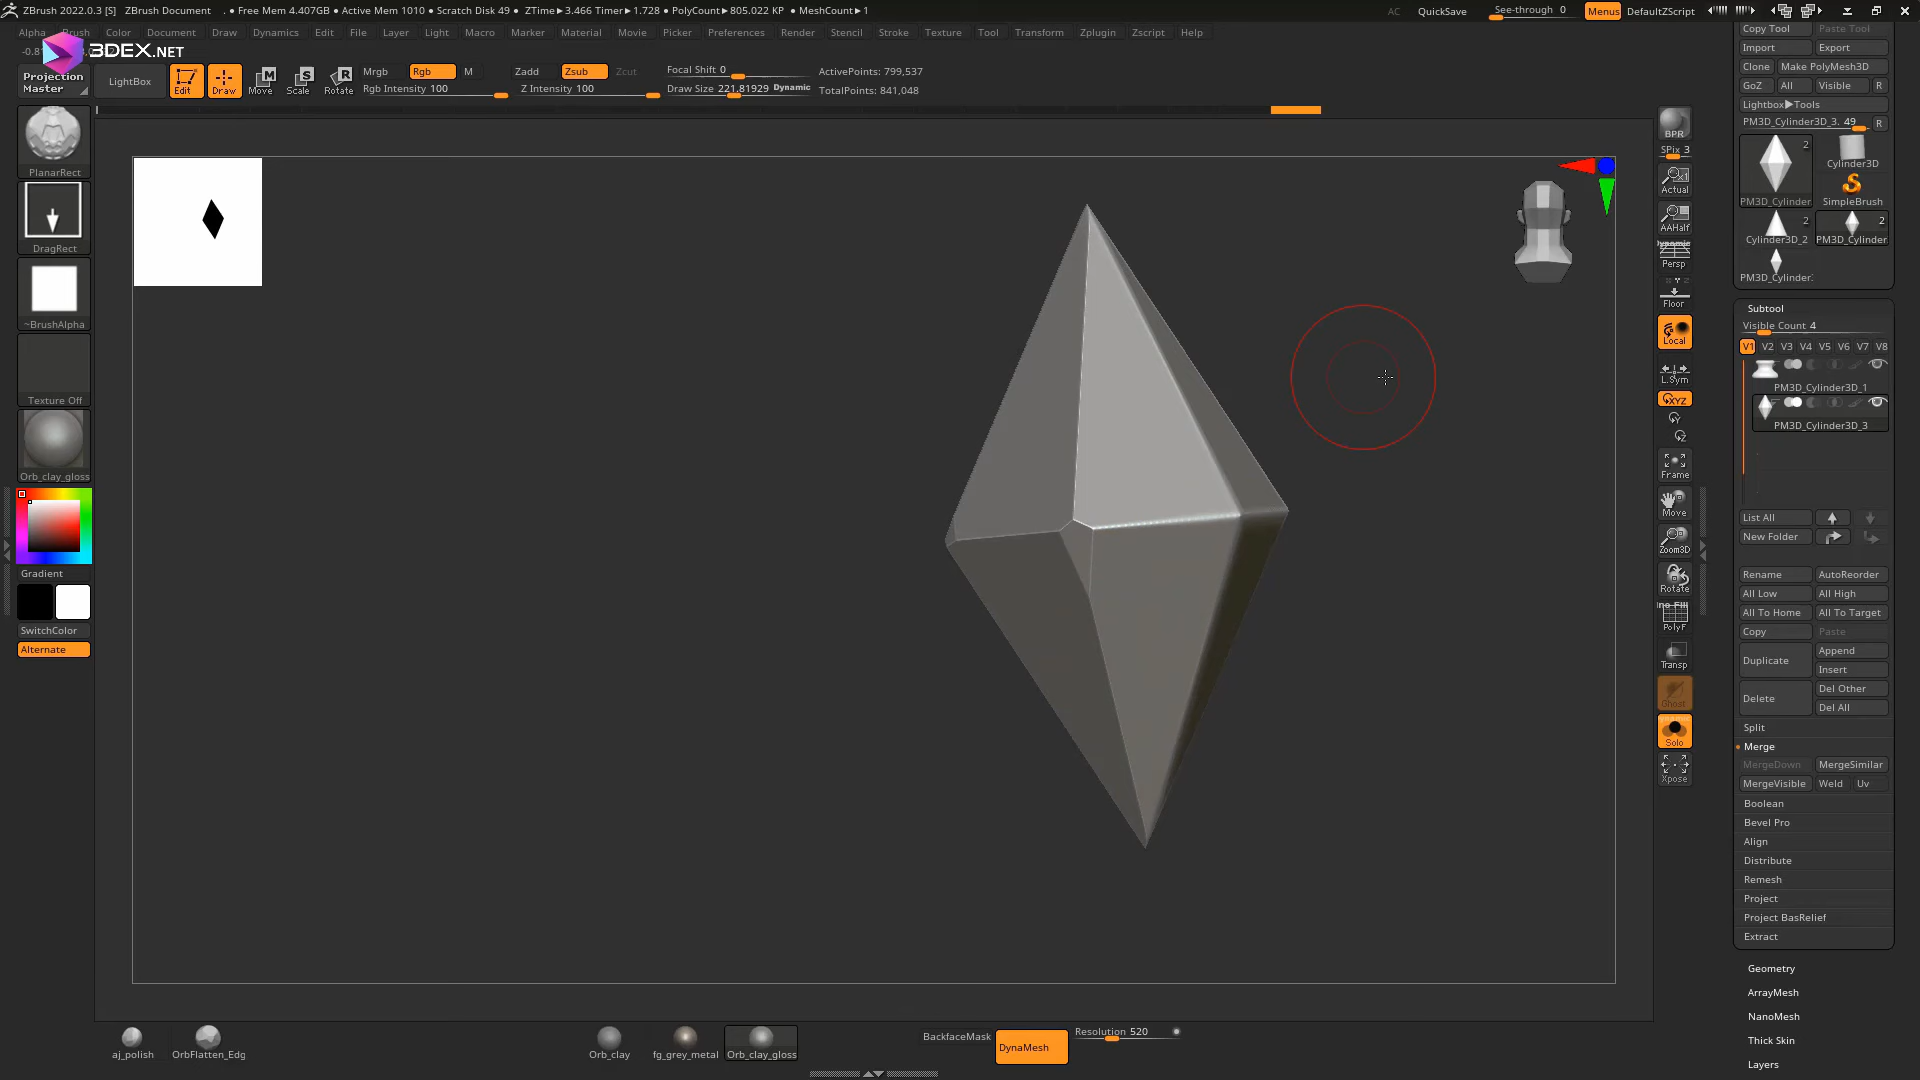 ZBrush 2022.0.3 [S] ZBrush Document . ● Free Mem 4.407GB ● Active Mem 1010 ● Scratch Disk 49 ● ZTime▶3.466 Timer▶1.728 ● PolyCount▶805.022 KP ● MeshCount▶1 AC QuickSave See-through 0 Menus DefaultZScript
Alpha Brush Color Document Draw Dynamics Edit File Layer Light Macro Marker Material Movie Picker Preferences Render Stencil Stroke Texture Tool Transform Zplugin Zscript Help
3DEX.NET
Projection Master
LightBox
Edit
Draw
Move
Scale
Rotate
Mrgb Rgb M
Rgb Intensity 100
Zadd Zsub Zcut
Z Intensity 100
Focal Shift 0
Draw Size 221.81929 Dynamic
ActivePoints: 799,537
TotalPoints: 841,048
PlanarRect
DragRect
~BrushAlpha
Texture Off
Orb_clay_gloss
Gradient
SwitchColor
Alternate
BPR
SPix 3
Actual
AAHalf
Dynamic
Persp
Floor
Local
L.Sym
XYZ
Y
Z
Frame
Move
Zoom3D
Rotate
Line Fill
PolyF
Transp
Ghost
Dynamic
Solo
Xpose
Copy Tool Paste Tool
Import Export
Clone Make PolyMesh3D
GoZ All Visible R
Lightbox▶Tools
PM3D_Cylinder3D_3. 49 R
2
PM3D_Cylinder
Cylinder3D
SimpleBrush
2
Cylinder3D_2
2
PM3D_Cylinder
PM3D_Cylinder:
Subtool
Visible Count 4
V1 V2 V3 V4 V5 V6 V7 V8
PM3D_Cylinder3D_1
PM3D_Cylinder3D_3
List All
New Folder
Rename AutoReorder
All Low All High
All To Home All To Target
Copy Paste
Duplicate Append
Insert
Delete Del Other
Del All
Split
Merge
MergeDown MergeSimilar
MergeVisible Weld Uv
Boolean
Bevel Pro
Align
Distribute
Remesh
Project
Project BasRelief
Extract
Geometry
ArrayMesh
NanoMesh
Thick Skin
Layers
aj_polish
OrbFlatten_Edg
Orb_clay
fg_grey_metal
Orb_clay_gloss
BackfaceMask
DynaMesh
Resolution 520